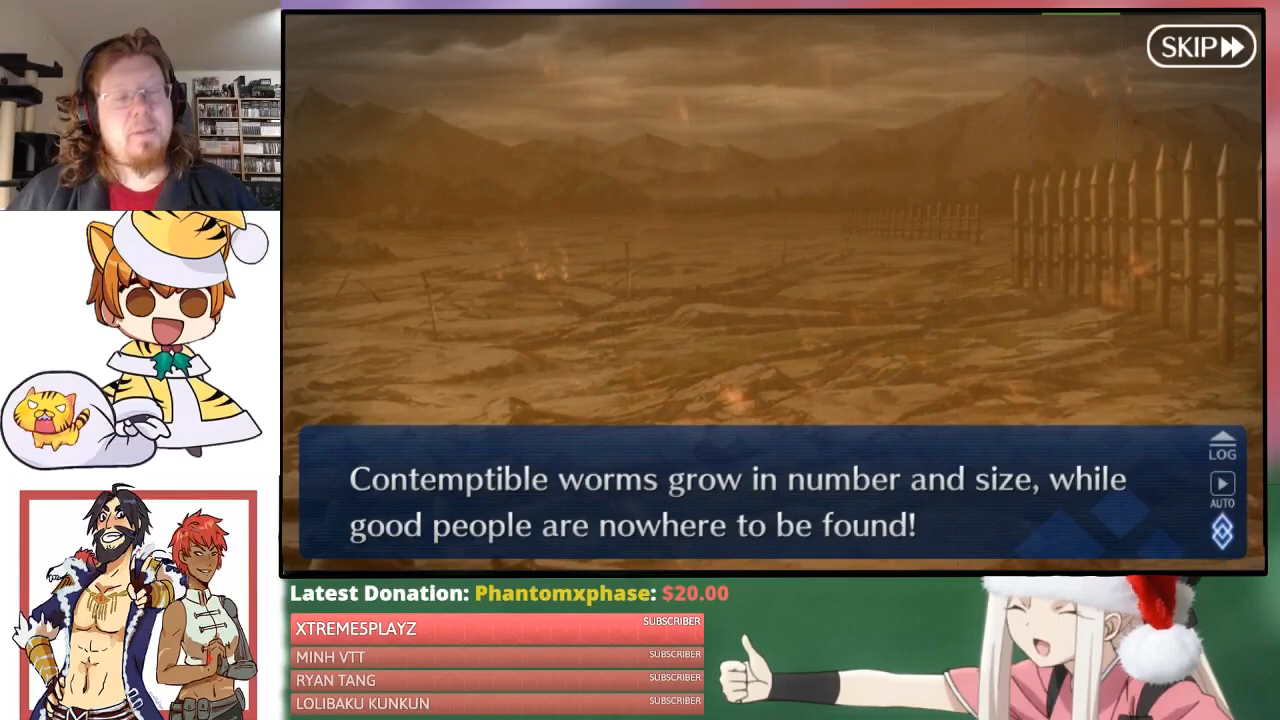 SKIP
Contemptible worms grow in number and size, while
good people are nowhere to be found!
LOG
AUTO
Latest Donation: Phantomxphase: $20.00
XTREME5PLAYZ SUBSCRIBER
MINH VTT SUBSCRIBER
RYAN TANG SUBSCRIBER
LOLIBAKU KUNKUN SUBSCRIBER